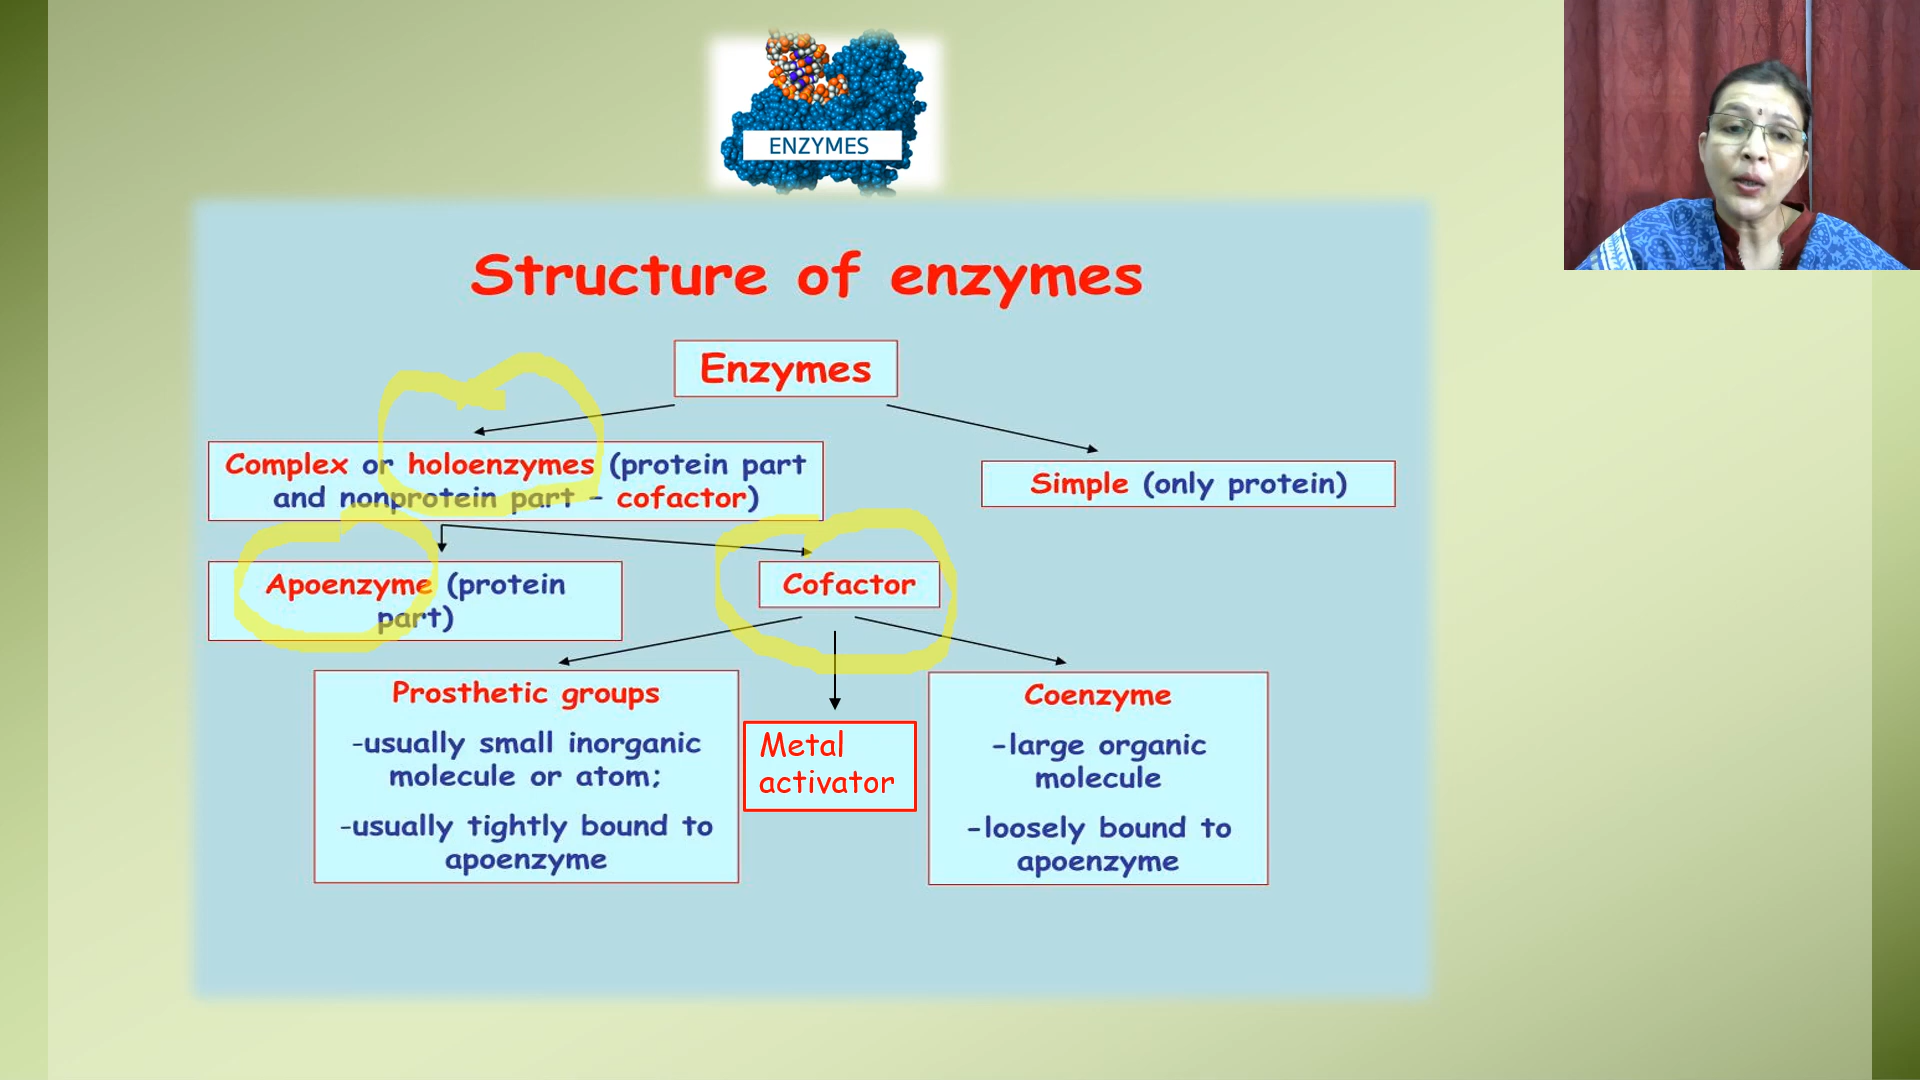 ENZYMES
Structure of enzymes
Enzymes
Complex or holoenzymes (protein part
and nonprotein part - cofactor)
Simple (only protein)
Apoenzyme (protein
part)
Cofactor
Prosthetic groups
-usually small inorganic
molecule or atom;
-usually tightly bound to
apoenzyme
Metal
activator
Coenzyme
-large organic
molecule
-loosely bound to
apoenzyme